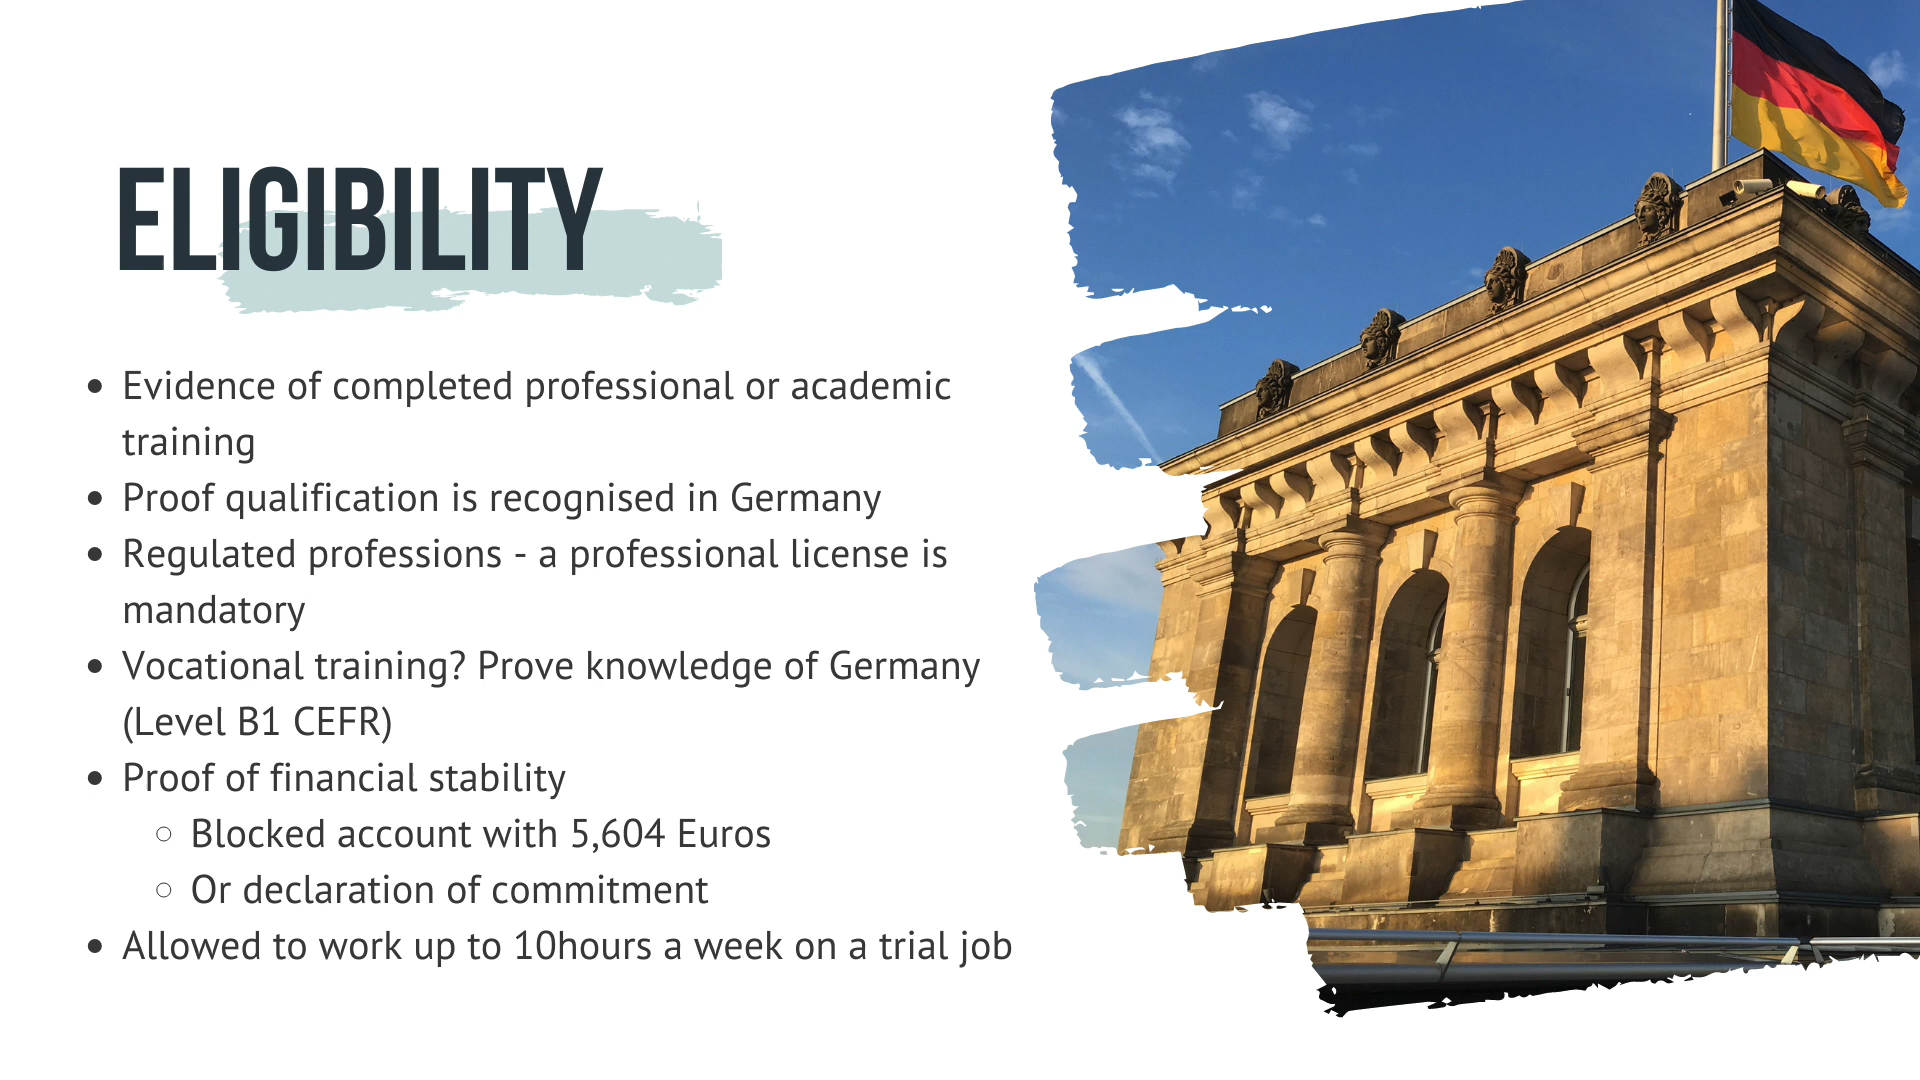 ELIGIBILITY
• Evidence of completed professional or academic
training
• Proof qualification is recognised in Germany
• Regulated professions - a professional license is
mandatory
• Vocational training? Prove knowledge of Germany
(Level B1 CEFR)
• Proof of financial stability
○ Blocked account with 5,604 Euros
○ Or declaration of commitment
• Allowed to work up to 10hours a week on a trial job